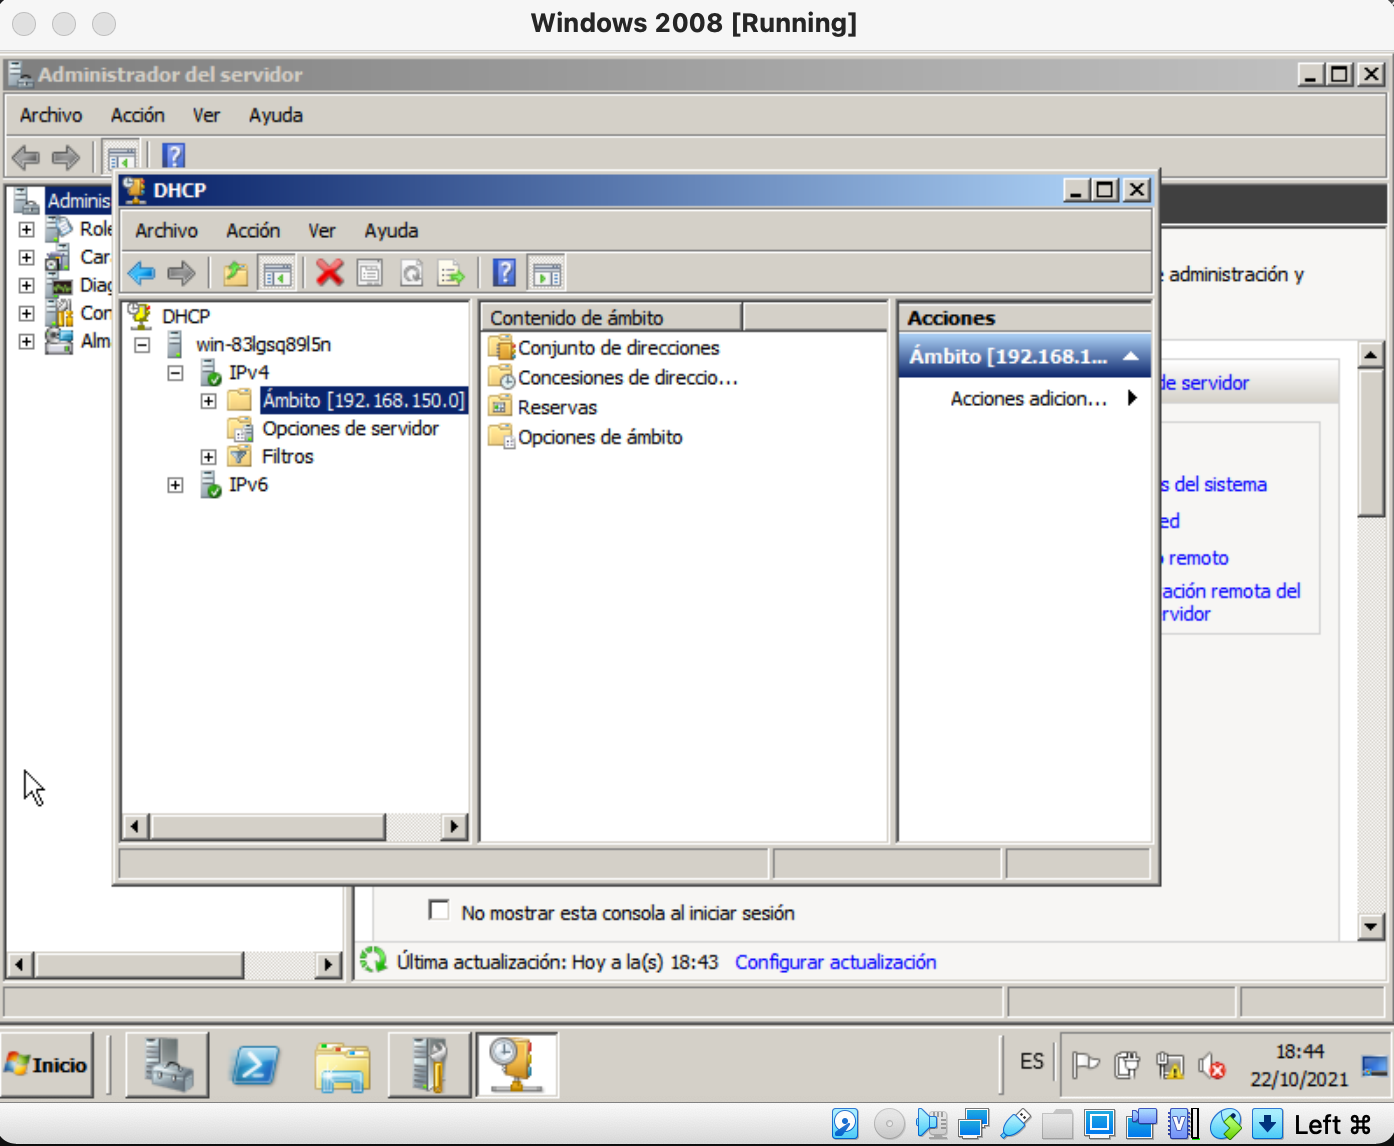 Windows 2008 [Running]
Administrador del servidor
Archivo Acción Ver Ayuda
Adminis
Role
Car
Diag
Con
Alm
DHCP
Archivo Acción Ver Ayuda
DHCP
win-83lgsq89l5n
IPv4
Ámbito [192.168.150.0]
Opciones de servidor
Filtros
IPv6
Contenido de ámbito
Conjunto de direcciones
Concesiones de direccio...
Reservas
Opciones de ámbito
Acciones
Ámbito [192.168.1...
Acciones adicion...
e administración y
de servidor
s del sistema
ed
remoto
ación remota del
rvidor
No mostrar esta consola al iniciar sesión
Última actualización: Hoy a la(s) 18:43 Configurar actualización
Inicio
ES
18:44
22/10/2021
Left ⌘